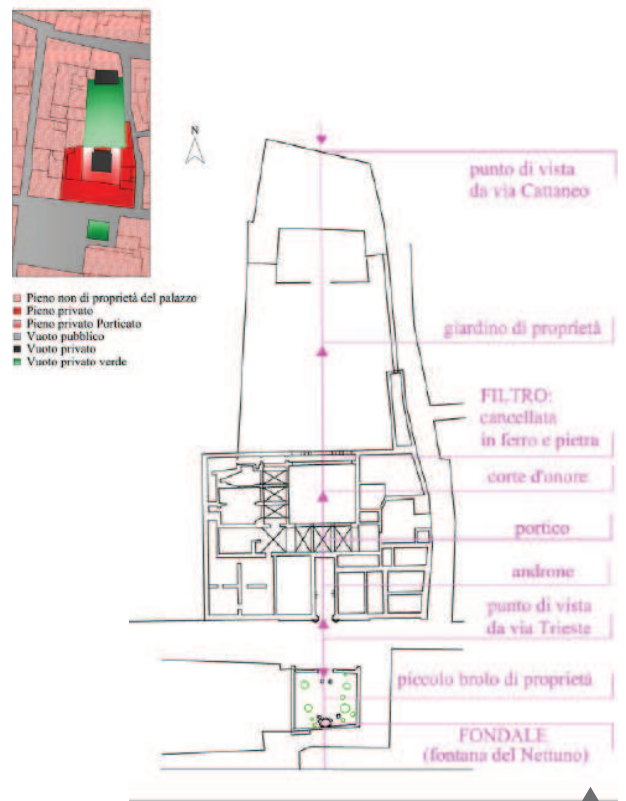 N
Pieno non di proprietà del palazzo
Pieno privato
Pieno privato Porticato
Vuoto pubblico
Vuoto privato
Vuoto privato verde
punto di vista
da via Cattaneo
giardino di proprietà
FILTRO:
cancellata
in ferro e pietra
corte d'onore
portico
androne
punto di vista
da via Trieste
piccolo brolo di proprietà
FONDALE
(fontana del Nettuno)